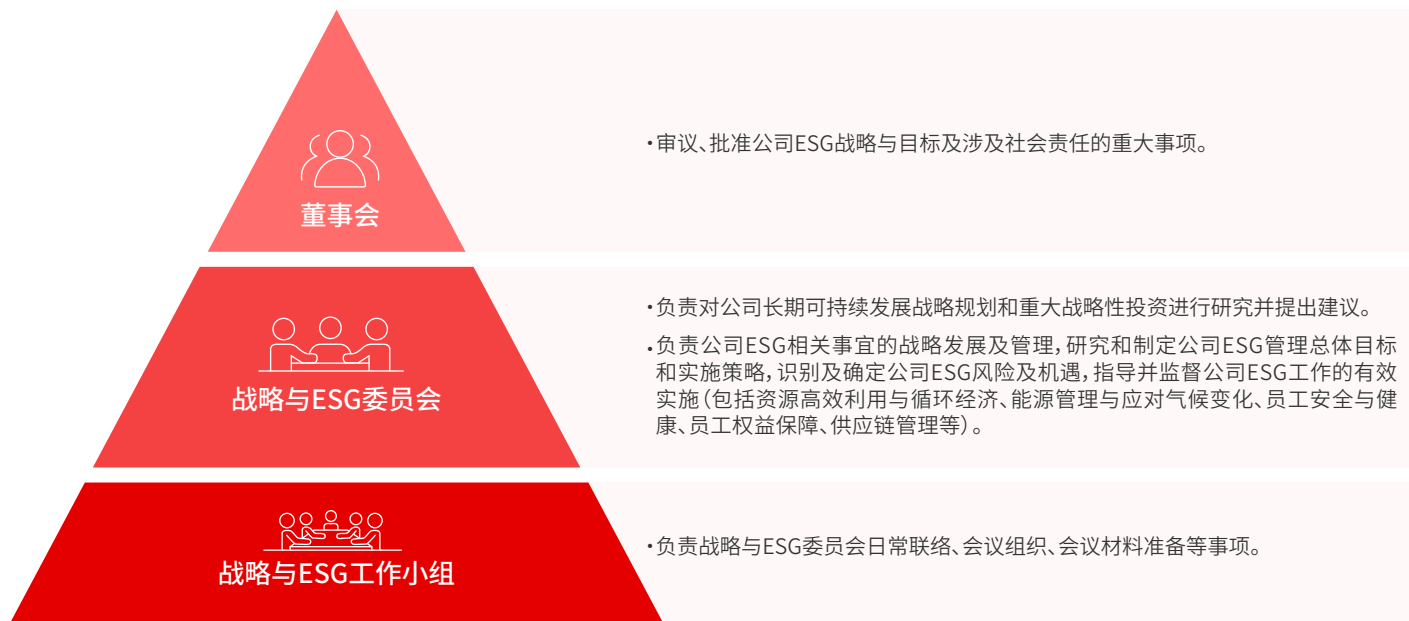 董事会
·审议、批准公司ESG战略与目标及涉及社会责任的重大事项。
战略与ESG委员会
·负责对公司长期可持续发展战略规划和重大战略性投资进行研究并提出建议。
·负责公司ESG相关事宜的战略发展及管理，研究和制定公司ESG管理总体目标
和实施策略，识别及确定公司ESG风险及机遇，指导并监督公司ESG工作的有效
实施（包括资源高效利用与循环经济、能源管理与应对气候变化、员工安全与健
康、员工权益保障、供应链管理等）。
战略与ESG工作小组
·负责战略与ESG委员会日常联络、会议组织、会议材料准备等事项。